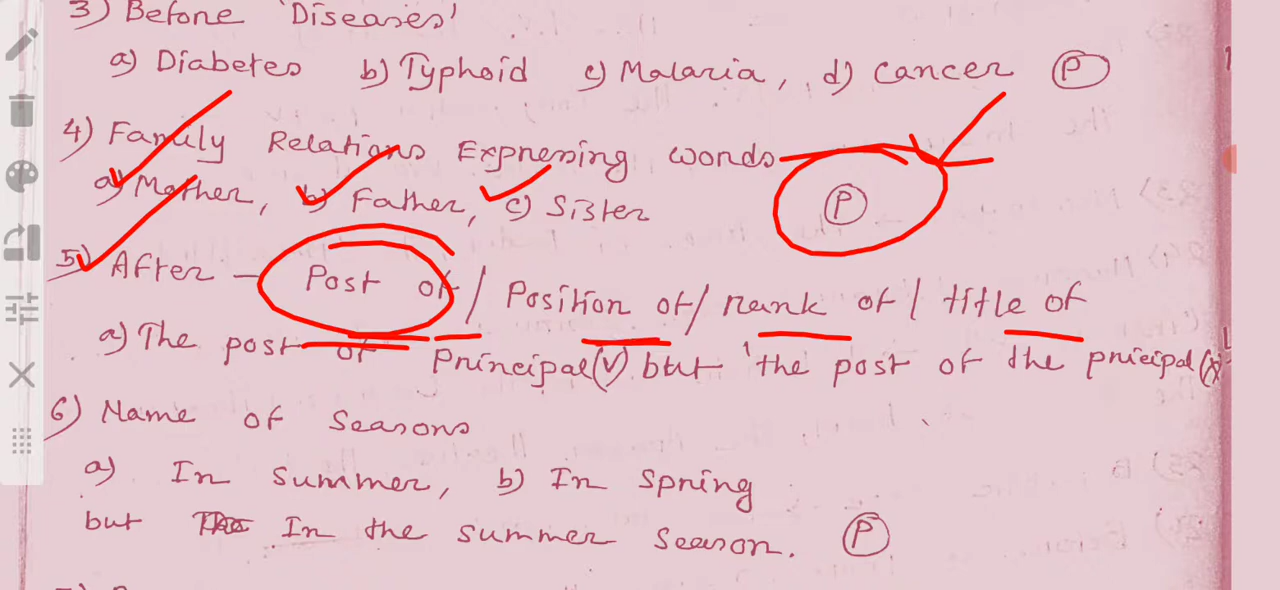 3) Before 'Diseases'
a) Diabetes b) Typhoid c) Malaria, d) Cancer (P)
4) Family Relations Expresing words
a) Mother, b) Father, c) Sister (P)
5) After - Post of / Position of / rank of / title of
a) The post of Principal (v) but 'the post of the pricipal (x)
6) Name of Seasons
a) In Summer, b) In Spring
but In the summer season. (P)